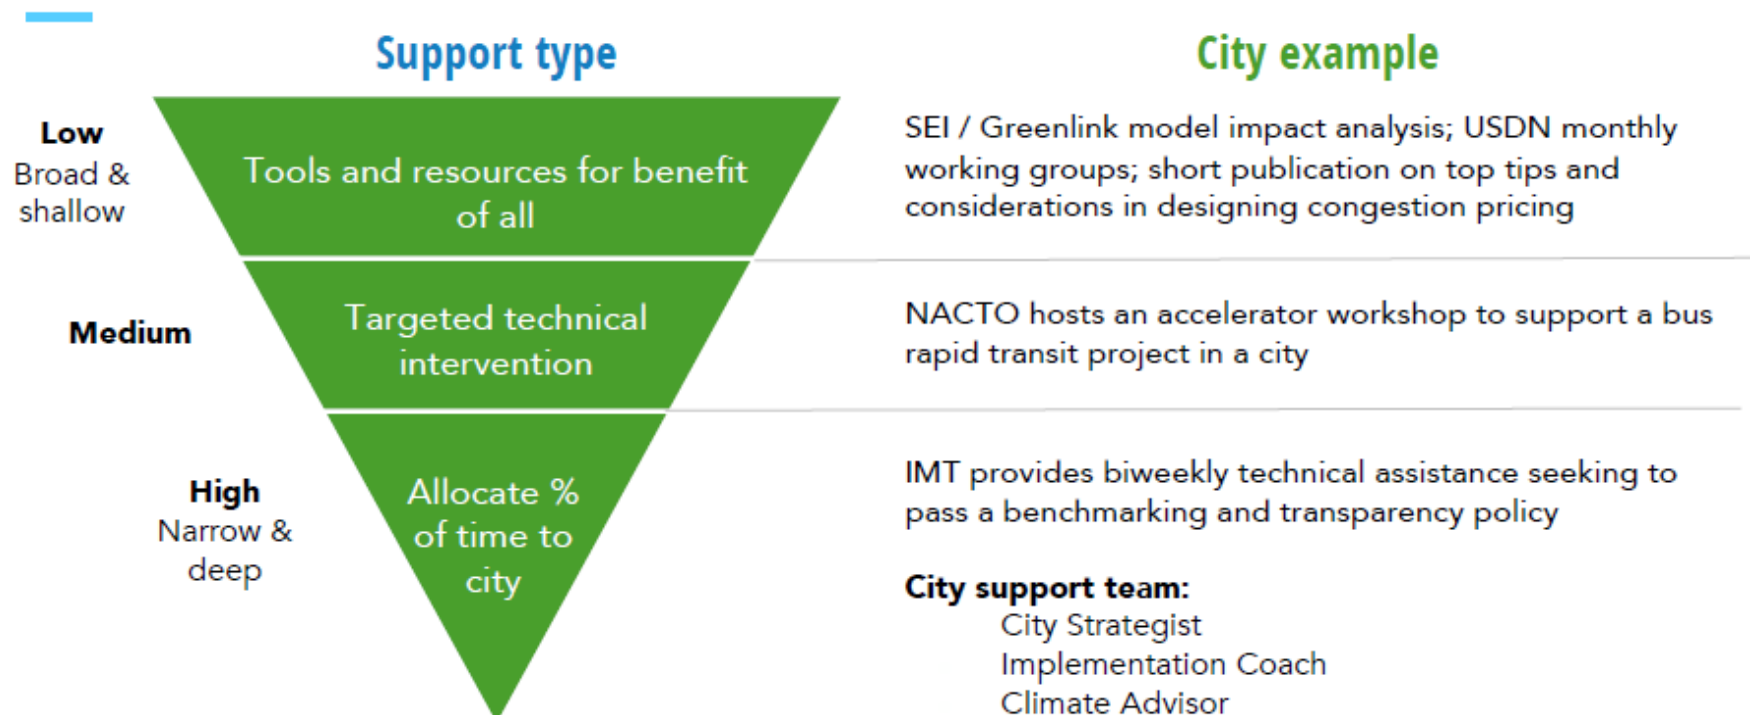 Support type
City example
Low
Broad &
shallow
Tools and resources for benefit
of all
SEI / Greenlink model impact analysis; USDN monthly
working groups; short publication on top tips and
considerations in designing congestion pricing
Medium
Targeted technical
intervention
NACTO hosts an accelerator workshop to support a bus
rapid transit project in a city
High
Narrow &
deep
Allocate %
of time to
city
IMT provides biweekly technical assistance seeking to
pass a benchmarking and transparency policy
City support team:
City Strategist
Implementation Coach
Climate Advisor